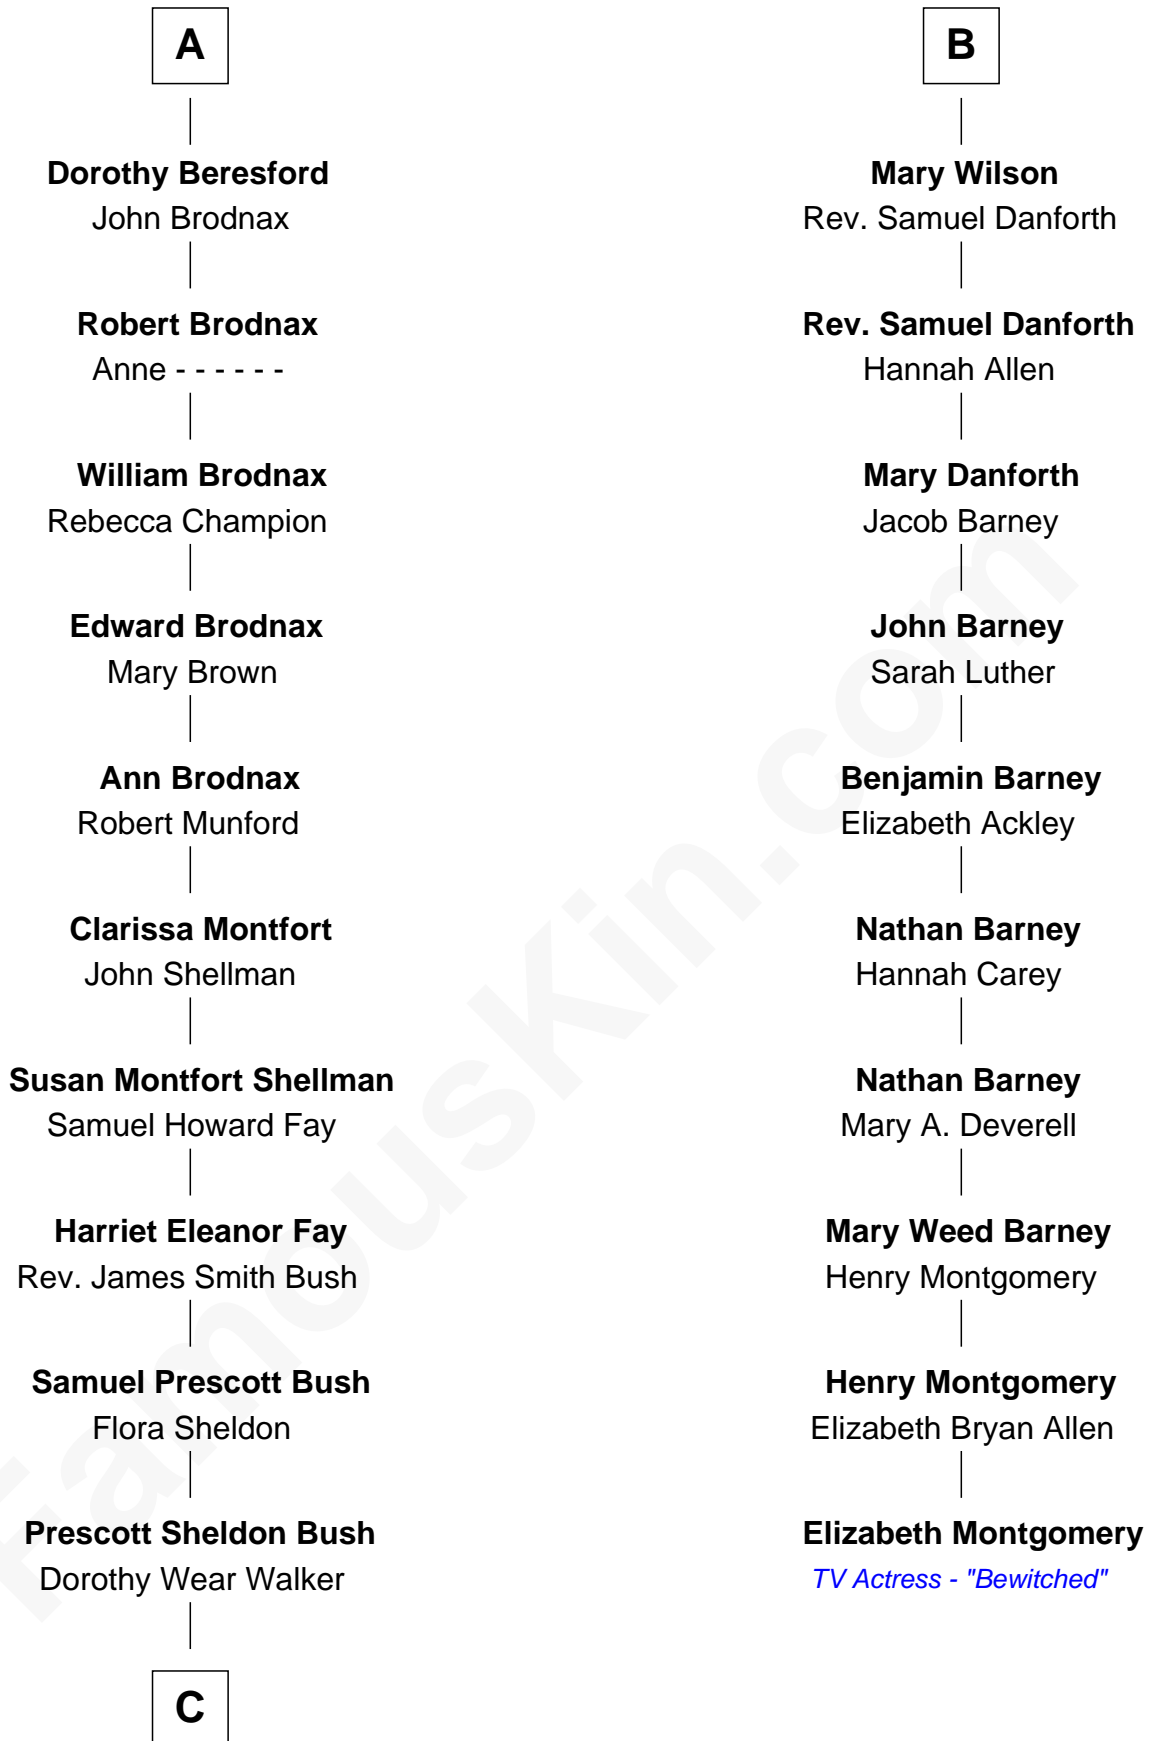 A
Dorothy Beresford
John Brodnax
Robert Brodnax
Anne - - - - - -
William Brodnax
Rebecca Champion
Edward Brodnax
Mary Brown
Ann Brodnax
Robert Munford
Clarissa Montfort
John Shellman
Susan Montfort Shellman
Samuel Howard Fay
Harriet Eleanor Fay
Rev. James Smith Bush
Samuel Prescott Bush
Flora Sheldon
Prescott Sheldon Bush
Dorothy Wear Walker
C
B
Mary Wilson
Rev. Samuel Danforth
Rev. Samuel Danforth
Hannah Allen
Mary Danforth
Jacob Barney
John Barney
Sarah Luther
Benjamin Barney
Elizabeth Ackley
Nathan Barney
Hannah Carey
Nathan Barney
Mary A. Deverell
Mary Weed Barney
Henry Montgomery
Henry Montgomery
Elizabeth Bryan Allen
Elizabeth Montgomery
TV Actress - "Bewitched"
FamousKin.com